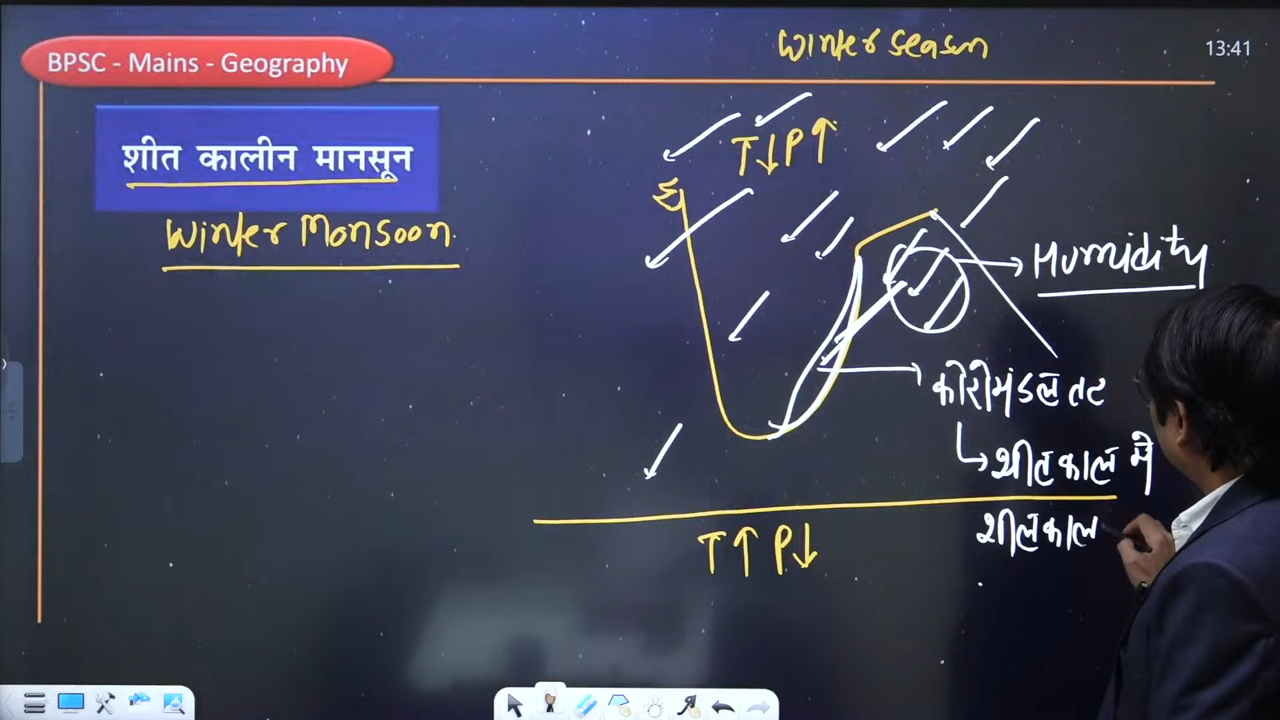 Winter season
13:41
BPSC - Mains - Geography
शीत कालीन मानसून
Winter Monsoon
T↓ P↑
Humidity
कोरोमंडल तट
शीतकाल में
शीतकाल
T↑ P↓